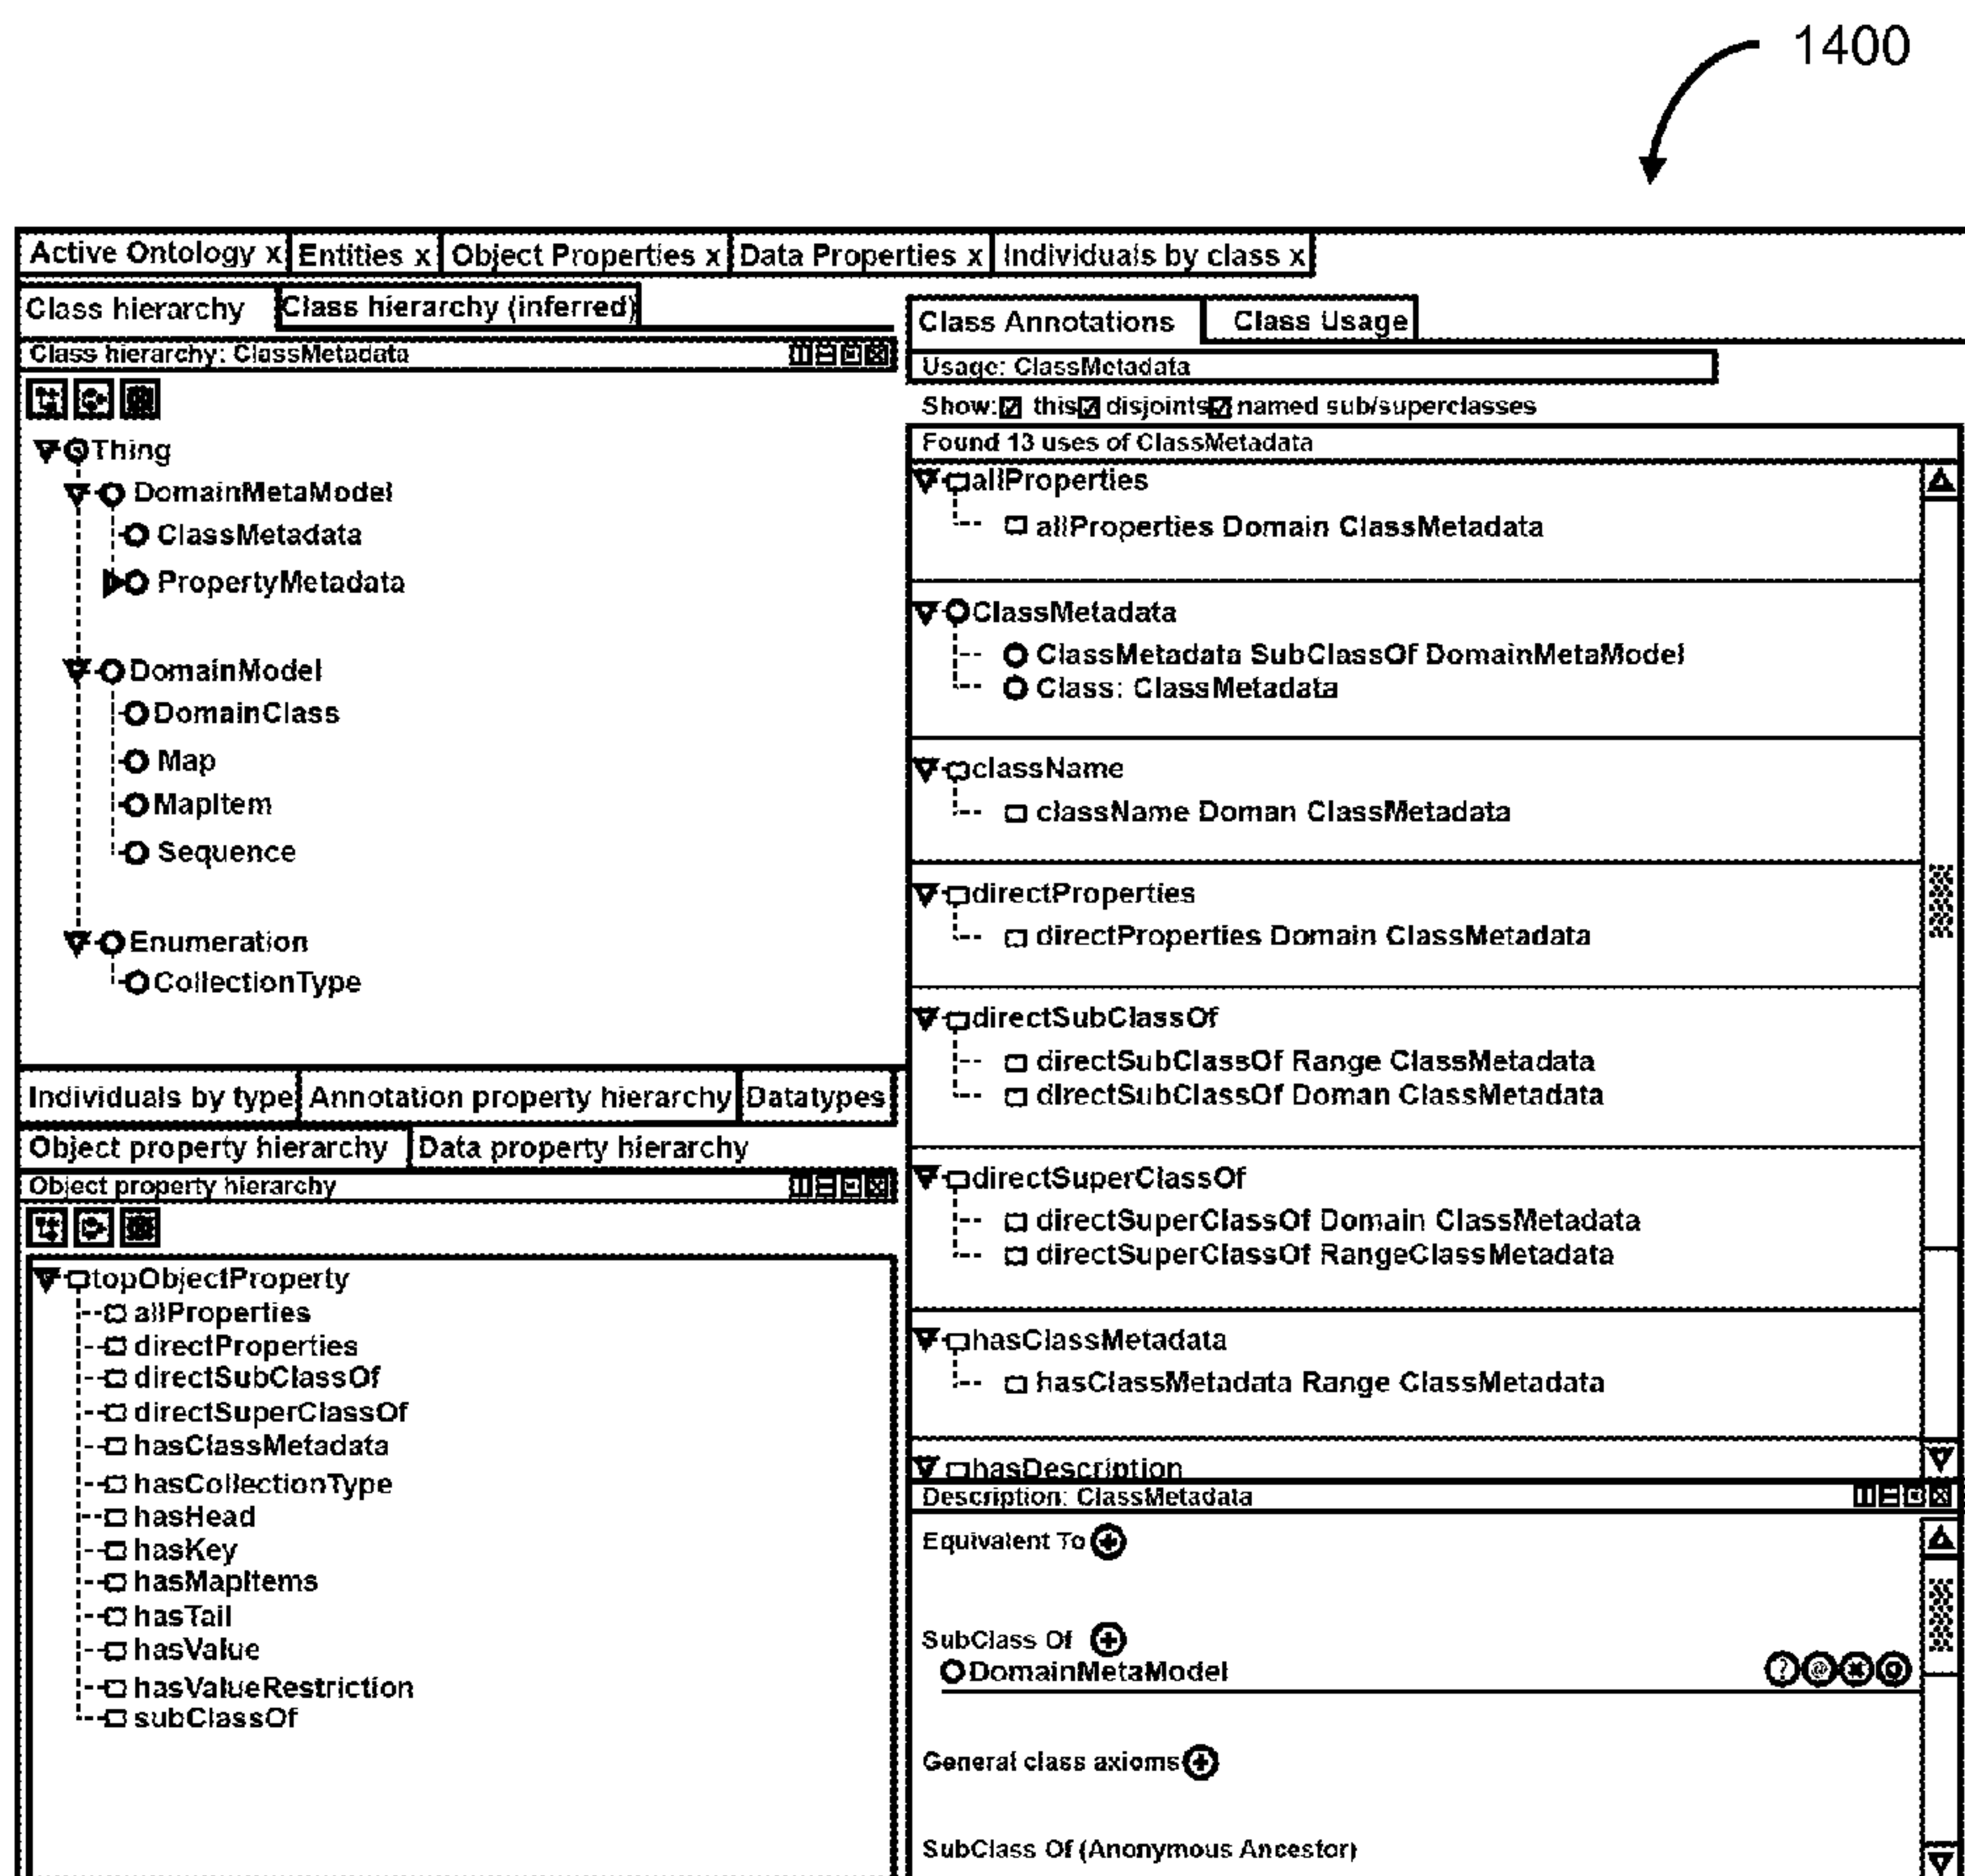 1400
Active Ontology x Entities x Object Properties x Data Properties x Individuals by class x
Class hierarchy Class hierarchy (inferred)
Class hierarchy: ClassMetadata
Thing
DomainMetaModel
ClassMetadata
PropertyMetadata
DomainModel
DomainClass
Map
MapItem
Sequence
Enumeration
CollectionType
Individuals by type Annotation property hierarchy Datatypes
Object property hierarchy Data property hierarchy
Object property hierarchy
topObjectProperty
allProperties
directProperties
directSubClassOf
directSuperClassOf
hasClassMetadata
hasCollectionType
hasHead
hasKey
hasMapItems
hasTail
hasValue
hasValueRestriction
subClassOf
Class Annotations Class Usage
Usage: ClassMetadata
Show: this disjoints named sub/superclasses
Found 13 uses of ClassMetadata
allProperties
allProperties Domain ClassMetadata
ClassMetadata
ClassMetadata SubClassOf DomainMetaModel
Class: ClassMetadata
className
className Doman ClassMetadata
directProperties
directProperties Domain ClassMetadata
directSubClassOf
directSubClassOf Range ClassMetadata
directSubClassOf Doman ClassMetadata
directSuperClassOf
directSuperClassOf Domain ClassMetadata
directSuperClassOf RangeClassMetadata
hasClassMetadata
hasClassMetadata Range ClassMetadata
hasDescription
Description: ClassMetadata
Equivalent To
SubClass Of
DomainMetaModel
General class axioms
SubClass Of (Anonymous Ancestor)